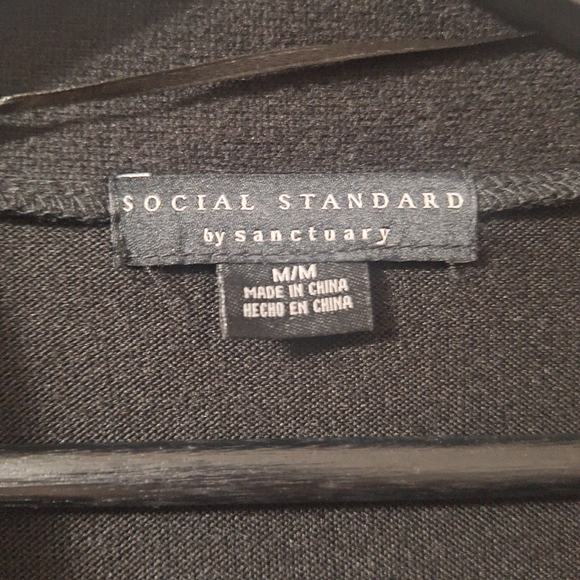 SOCIAL STANDARD
by sanctuary
M/M
MADE IN CHINA
HECHO EN CHINA